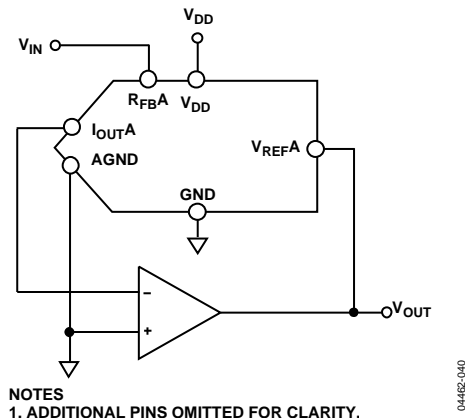 VDD
VIN
RFBA VDD
IOUTA
AGND
VREFA
GND
–
+
VOUT
NOTES
1. ADDITIONAL PINS OMITTED FOR CLARITY.
04462-040